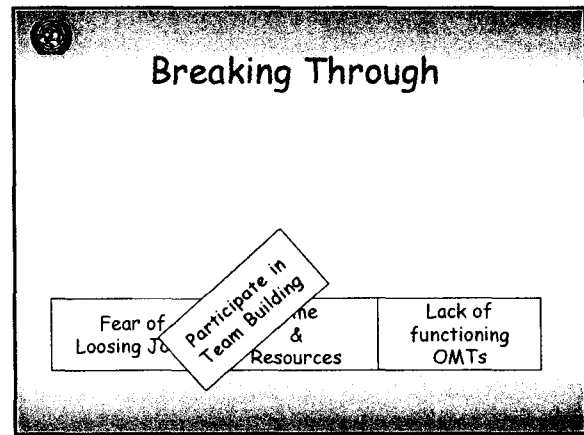 Breaking Through
Participate in
Team Building
Fear of
Loosing
&
Resources
Lack of
functioning
OMTs